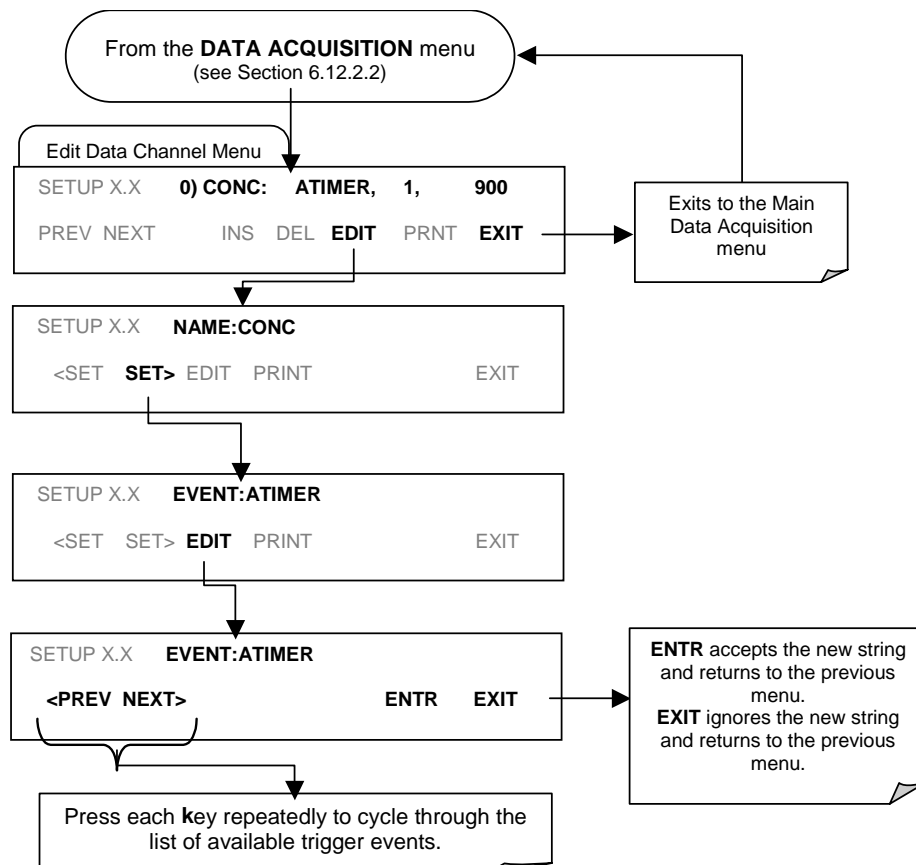 From the DATA ACQUISITION menu
(see Section 6.12.2.2)
Edit Data Channel Menu
SETUP X.X 0) CONC: ATIMER, 1, 900
PREV NEXT INS DEL EDIT PRNT EXIT
Exits to the Main
Data Acquisition
menu
SETUP X.X NAME:CONC
<SET SET> EDIT PRINT EXIT
SETUP X.X EVENT:ATIMER
<SET SET> EDIT PRINT EXIT
SETUP X.X EVENT:ATIMER
<PREV NEXT> ENTR EXIT
ENTR accepts the new string
and returns to the previous
menu.
EXIT ignores the new string
and returns to the previous
menu.
Press each key repeatedly to cycle through the
list of available trigger events.